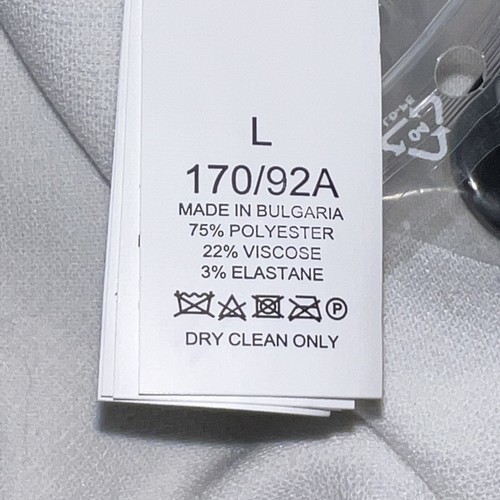 L
170/92A
MADE IN BULGARIA
75% POLYESTER
22% VISCOSE
3% ELASTANE
P
DRY CLEAN ONLY